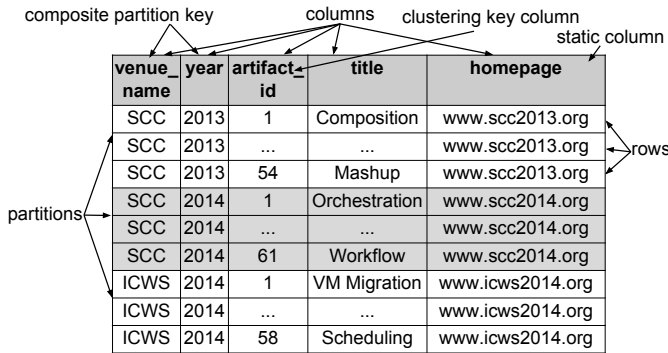 composite partition key
columns
clustering key column
static column
venue_ year artifact_ title homepage
name id
SCC 2013 1 Composition www.scc2013.org
SCC 2013 ... ... www.scc2013.org
rows
SCC 2013 54 Mashup www.scc2013.org
partitions
SCC 2014 1 Orchestration www.scc2014.org
SCC 2014 ... ... www.scc2014.org
SCC 2014 61 Workflow www.scc2014.org
ICWS 2014 1 VM Migration www.icws2014.org
ICWS 2014 ... ... www.icws2014.org
ICWS 2014 58 Scheduling www.icws2014.org